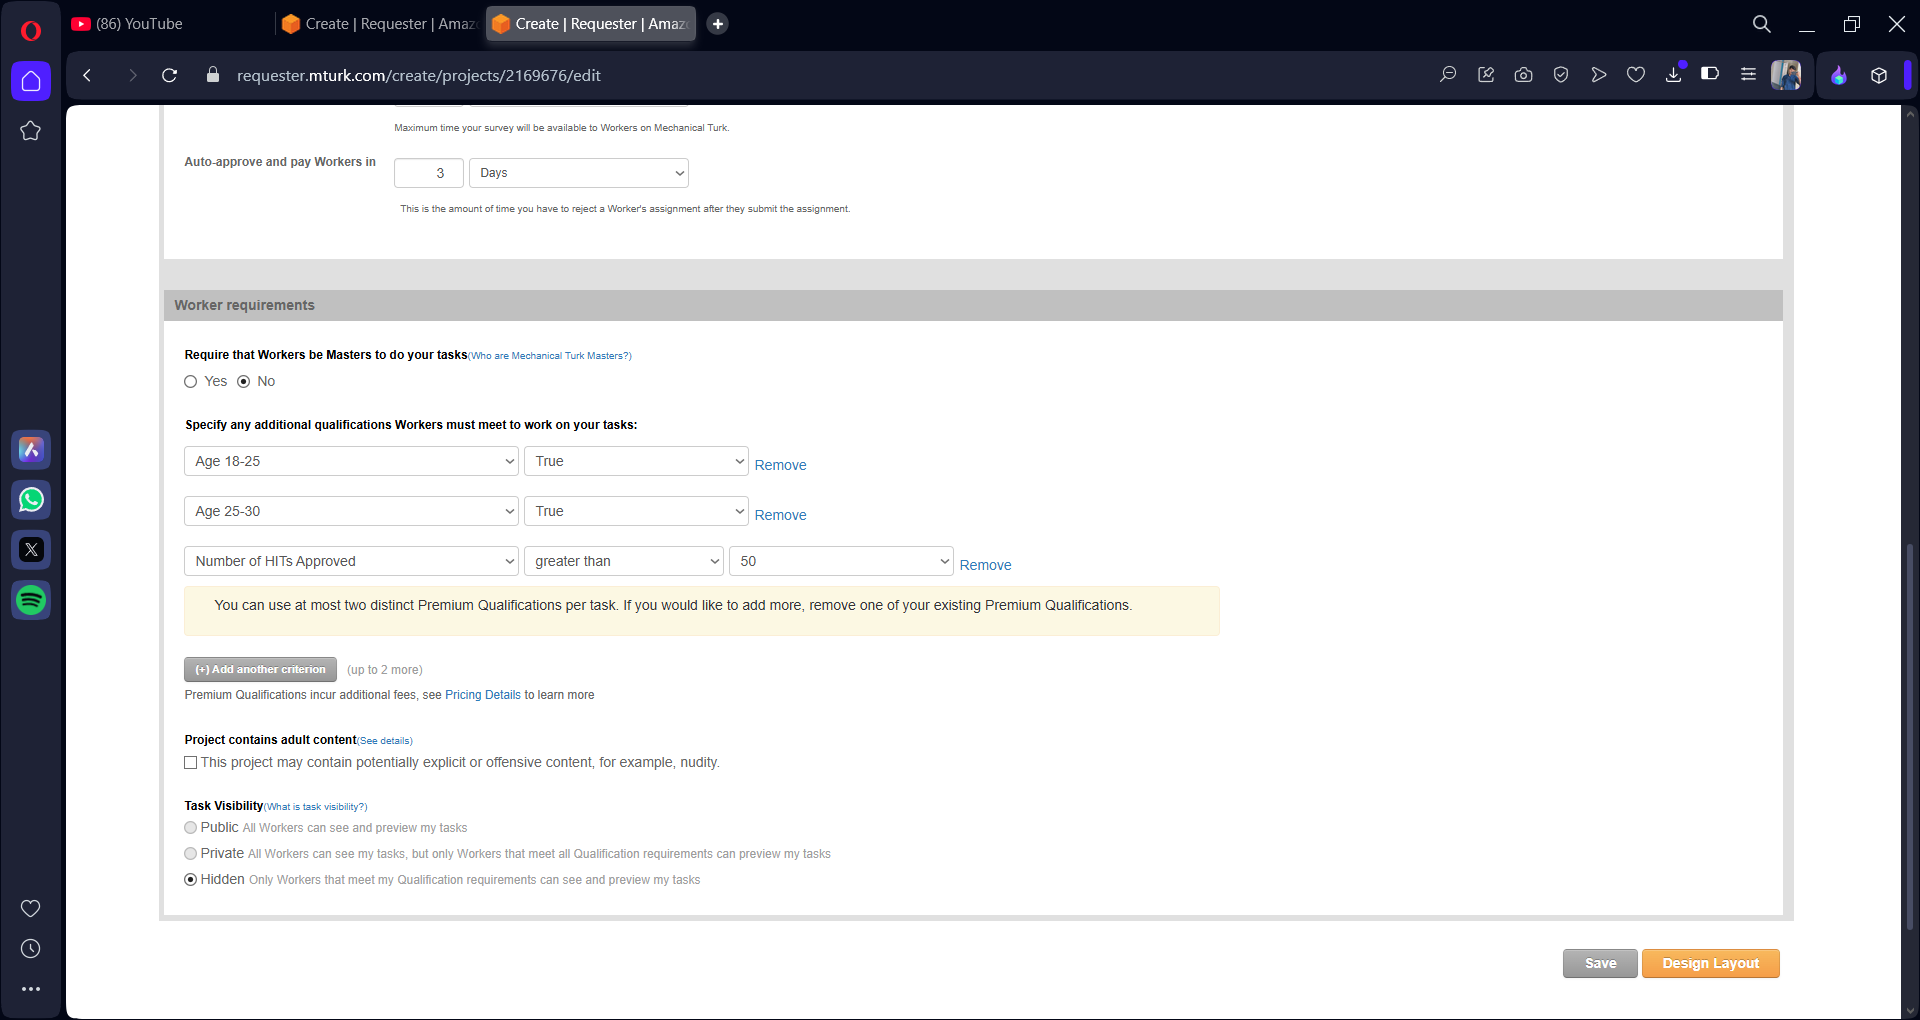 (86) YouTube
Create | Requester | Amaz
Create | Requester | Amaz
requester.mturk.com/create/projects/2169676/edit
Maximum time your survey will be available to Workers on Mechanical Turk.
Auto-approve and pay Workers in
3
Days
This is the amount of time you have to reject a Worker's assignment after they submit the assignment.
Worker requirements
Require that Workers be Masters to do your tasks(Who are Mechanical Turk Masters?)
Yes No
Specify any additional qualifications Workers must meet to work on your tasks:
Age 18-25 True Remove
Age 25-30 True Remove
Number of HITs Approved greater than 50 Remove
You can use at most two distinct Premium Qualifications per task. If you would like to add more, remove one of your existing Premium Qualifications.
(+) Add another criterion (up to 2 more)
Premium Qualifications incur additional fees, see Pricing Details to learn more
Project contains adult content(See details)
This project may contain potentially explicit or offensive content, for example, nudity.
Task Visibility(What is task visibility?)
Public All Workers can see and preview my tasks
Private All Workers can see my tasks, but only Workers that meet all Qualification requirements can preview my tasks
Hidden Only Workers that meet my Qualification requirements can see and preview my tasks
Save Design Layout